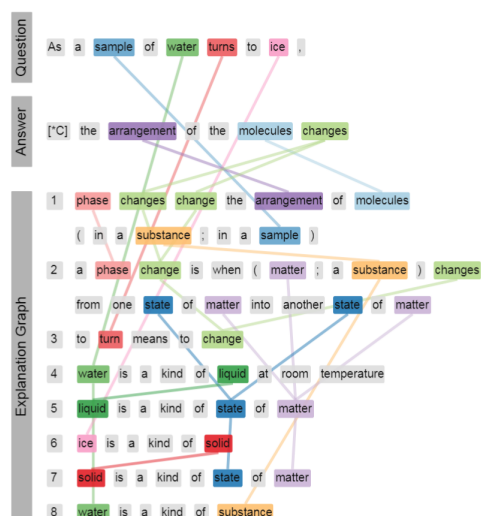 Question
As a sample of water turns to ice ,
Answer
[*C] the arrangement of the molecules changes
Explanation Graph
1 phase changes change the arrangement of molecules
( in a substance ; in a sample )
2 a phase change is when ( matter ; a substance ) changes
from one state of matter into another state of matter
3 to turn means to change
4 water is a kind of liquid at room temperature
5 liquid is a kind of state of matter
6 ice is a kind of solid
7 solid is a kind of state of matter
8 water is a kind of substance